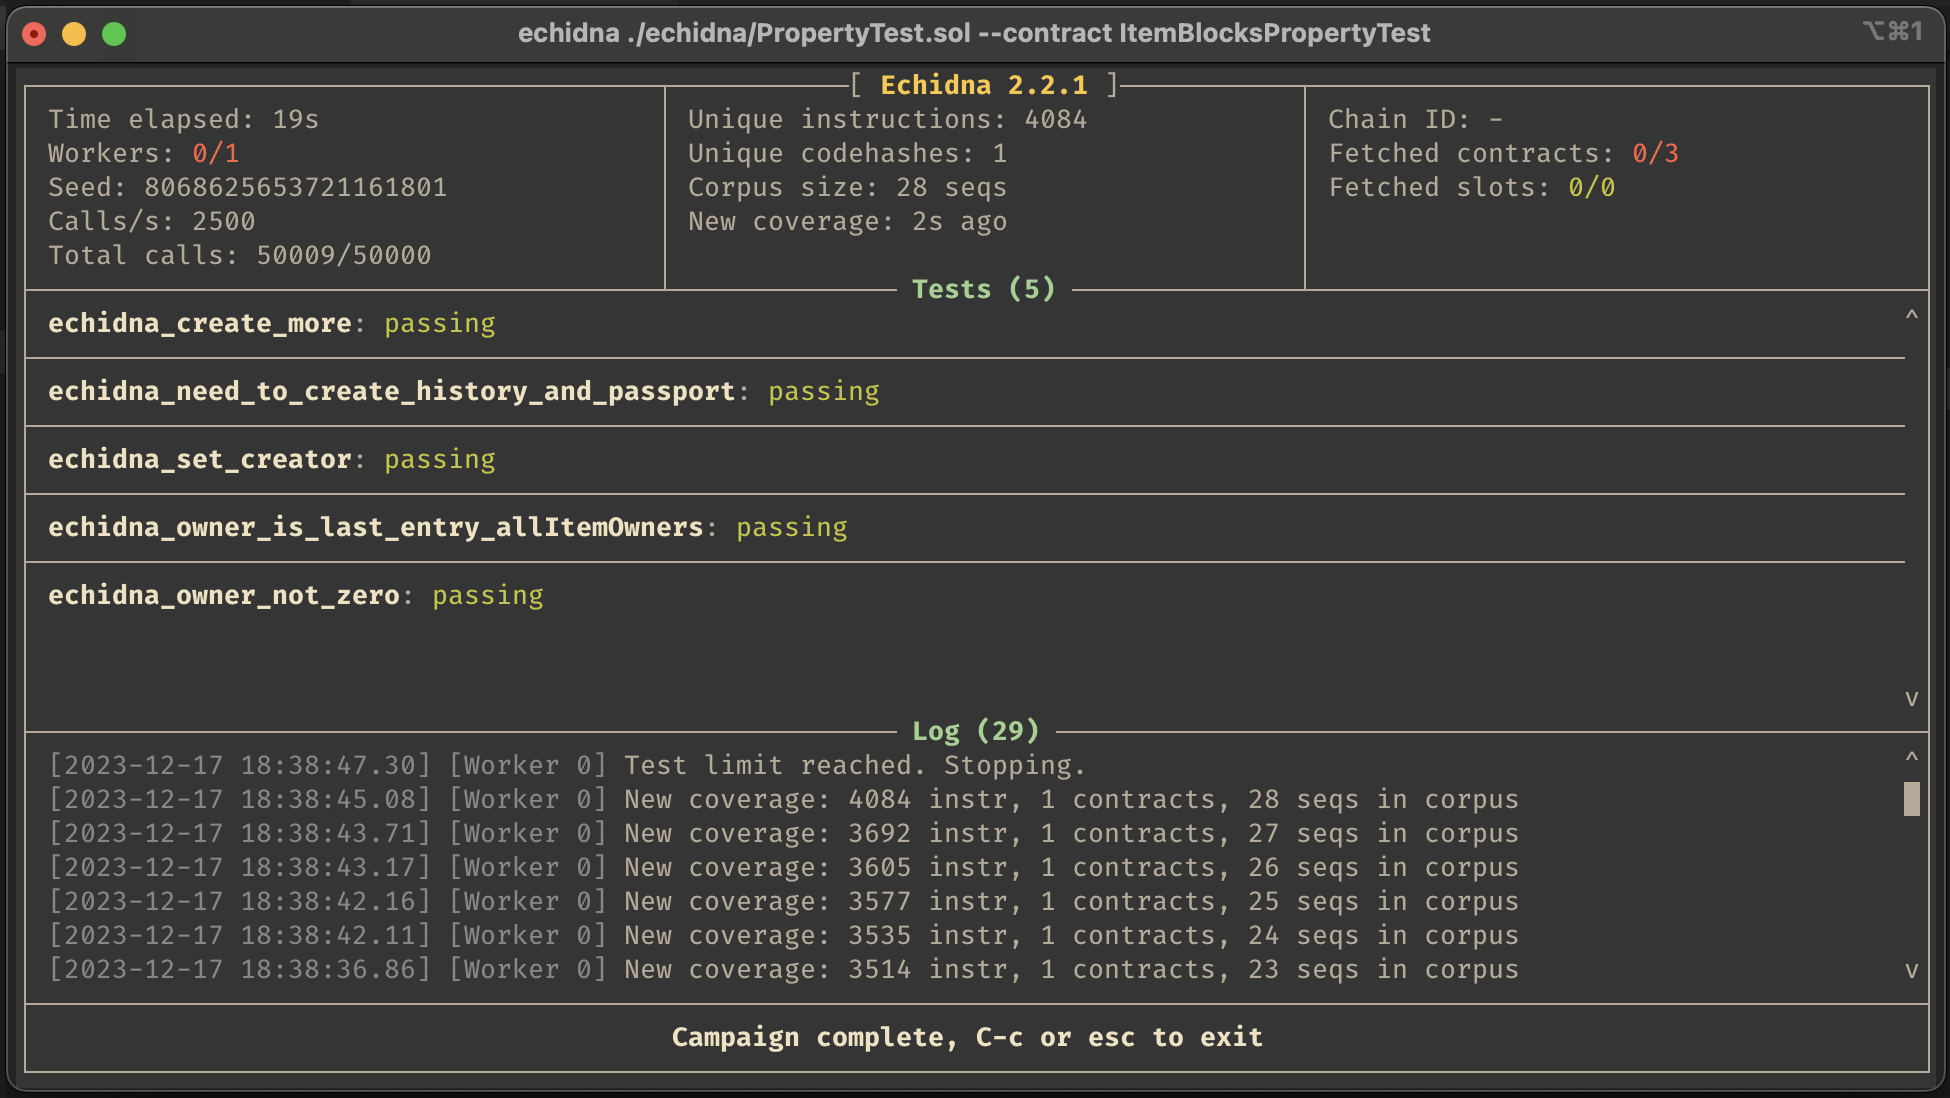 echidna ./echidna/PropertyTest.sol --contract ItemBlocksPropertyTest
⌥⌘1
[ Echidna 2.2.1 ]
Time elapsed: 19s
Workers: 0/1
Seed: 8068625653721161801
Calls/s: 2500
Total calls: 50009/50000
Unique instructions: 4084
Unique codehashes: 1
Corpus size: 28 seqs
New coverage: 2s ago
Chain ID: -
Fetched contracts: 0/3
Fetched slots: 0/0
Tests (5)
echidna_create_more: passing
echidna_need_to_create_history_and_passport: passing
echidna_set_creator: passing
echidna_owner_is_last_entry_allItemOwners: passing
echidna_owner_not_zero: passing
Log (29)
[2023-12-17 18:38:47.30] [Worker 0] Test limit reached. Stopping.
[2023-12-17 18:38:45.08] [Worker 0] New coverage: 4084 instr, 1 contracts, 28 seqs in corpus
[2023-12-17 18:38:43.71] [Worker 0] New coverage: 3692 instr, 1 contracts, 27 seqs in corpus
[2023-12-17 18:38:43.17] [Worker 0] New coverage: 3605 instr, 1 contracts, 26 seqs in corpus
[2023-12-17 18:38:42.16] [Worker 0] New coverage: 3577 instr, 1 contracts, 25 seqs in corpus
[2023-12-17 18:38:42.11] [Worker 0] New coverage: 3535 instr, 1 contracts, 24 seqs in corpus
[2023-12-17 18:38:36.86] [Worker 0] New coverage: 3514 instr, 1 contracts, 23 seqs in corpus
Campaign complete, C-c or esc to exit